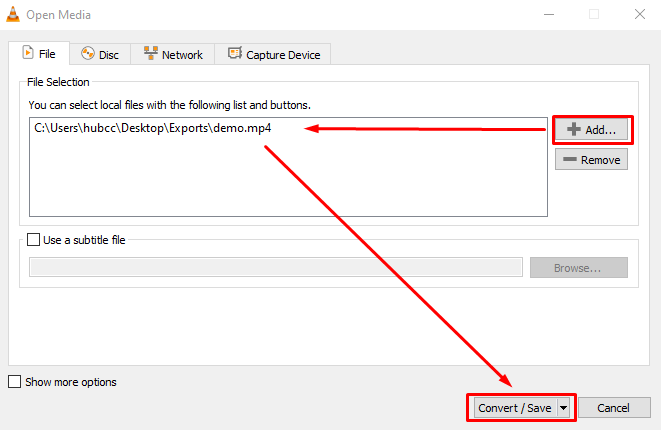 Open Media
File Disc Network Capture Device
File Selection
You can select local files with the following list and buttons.
C:\Users\hubcc\Desktop\Exports\demo.mp4
Add...
Remove
Use a subtitle file
Browse...
Show more options
Convert / Save Cancel